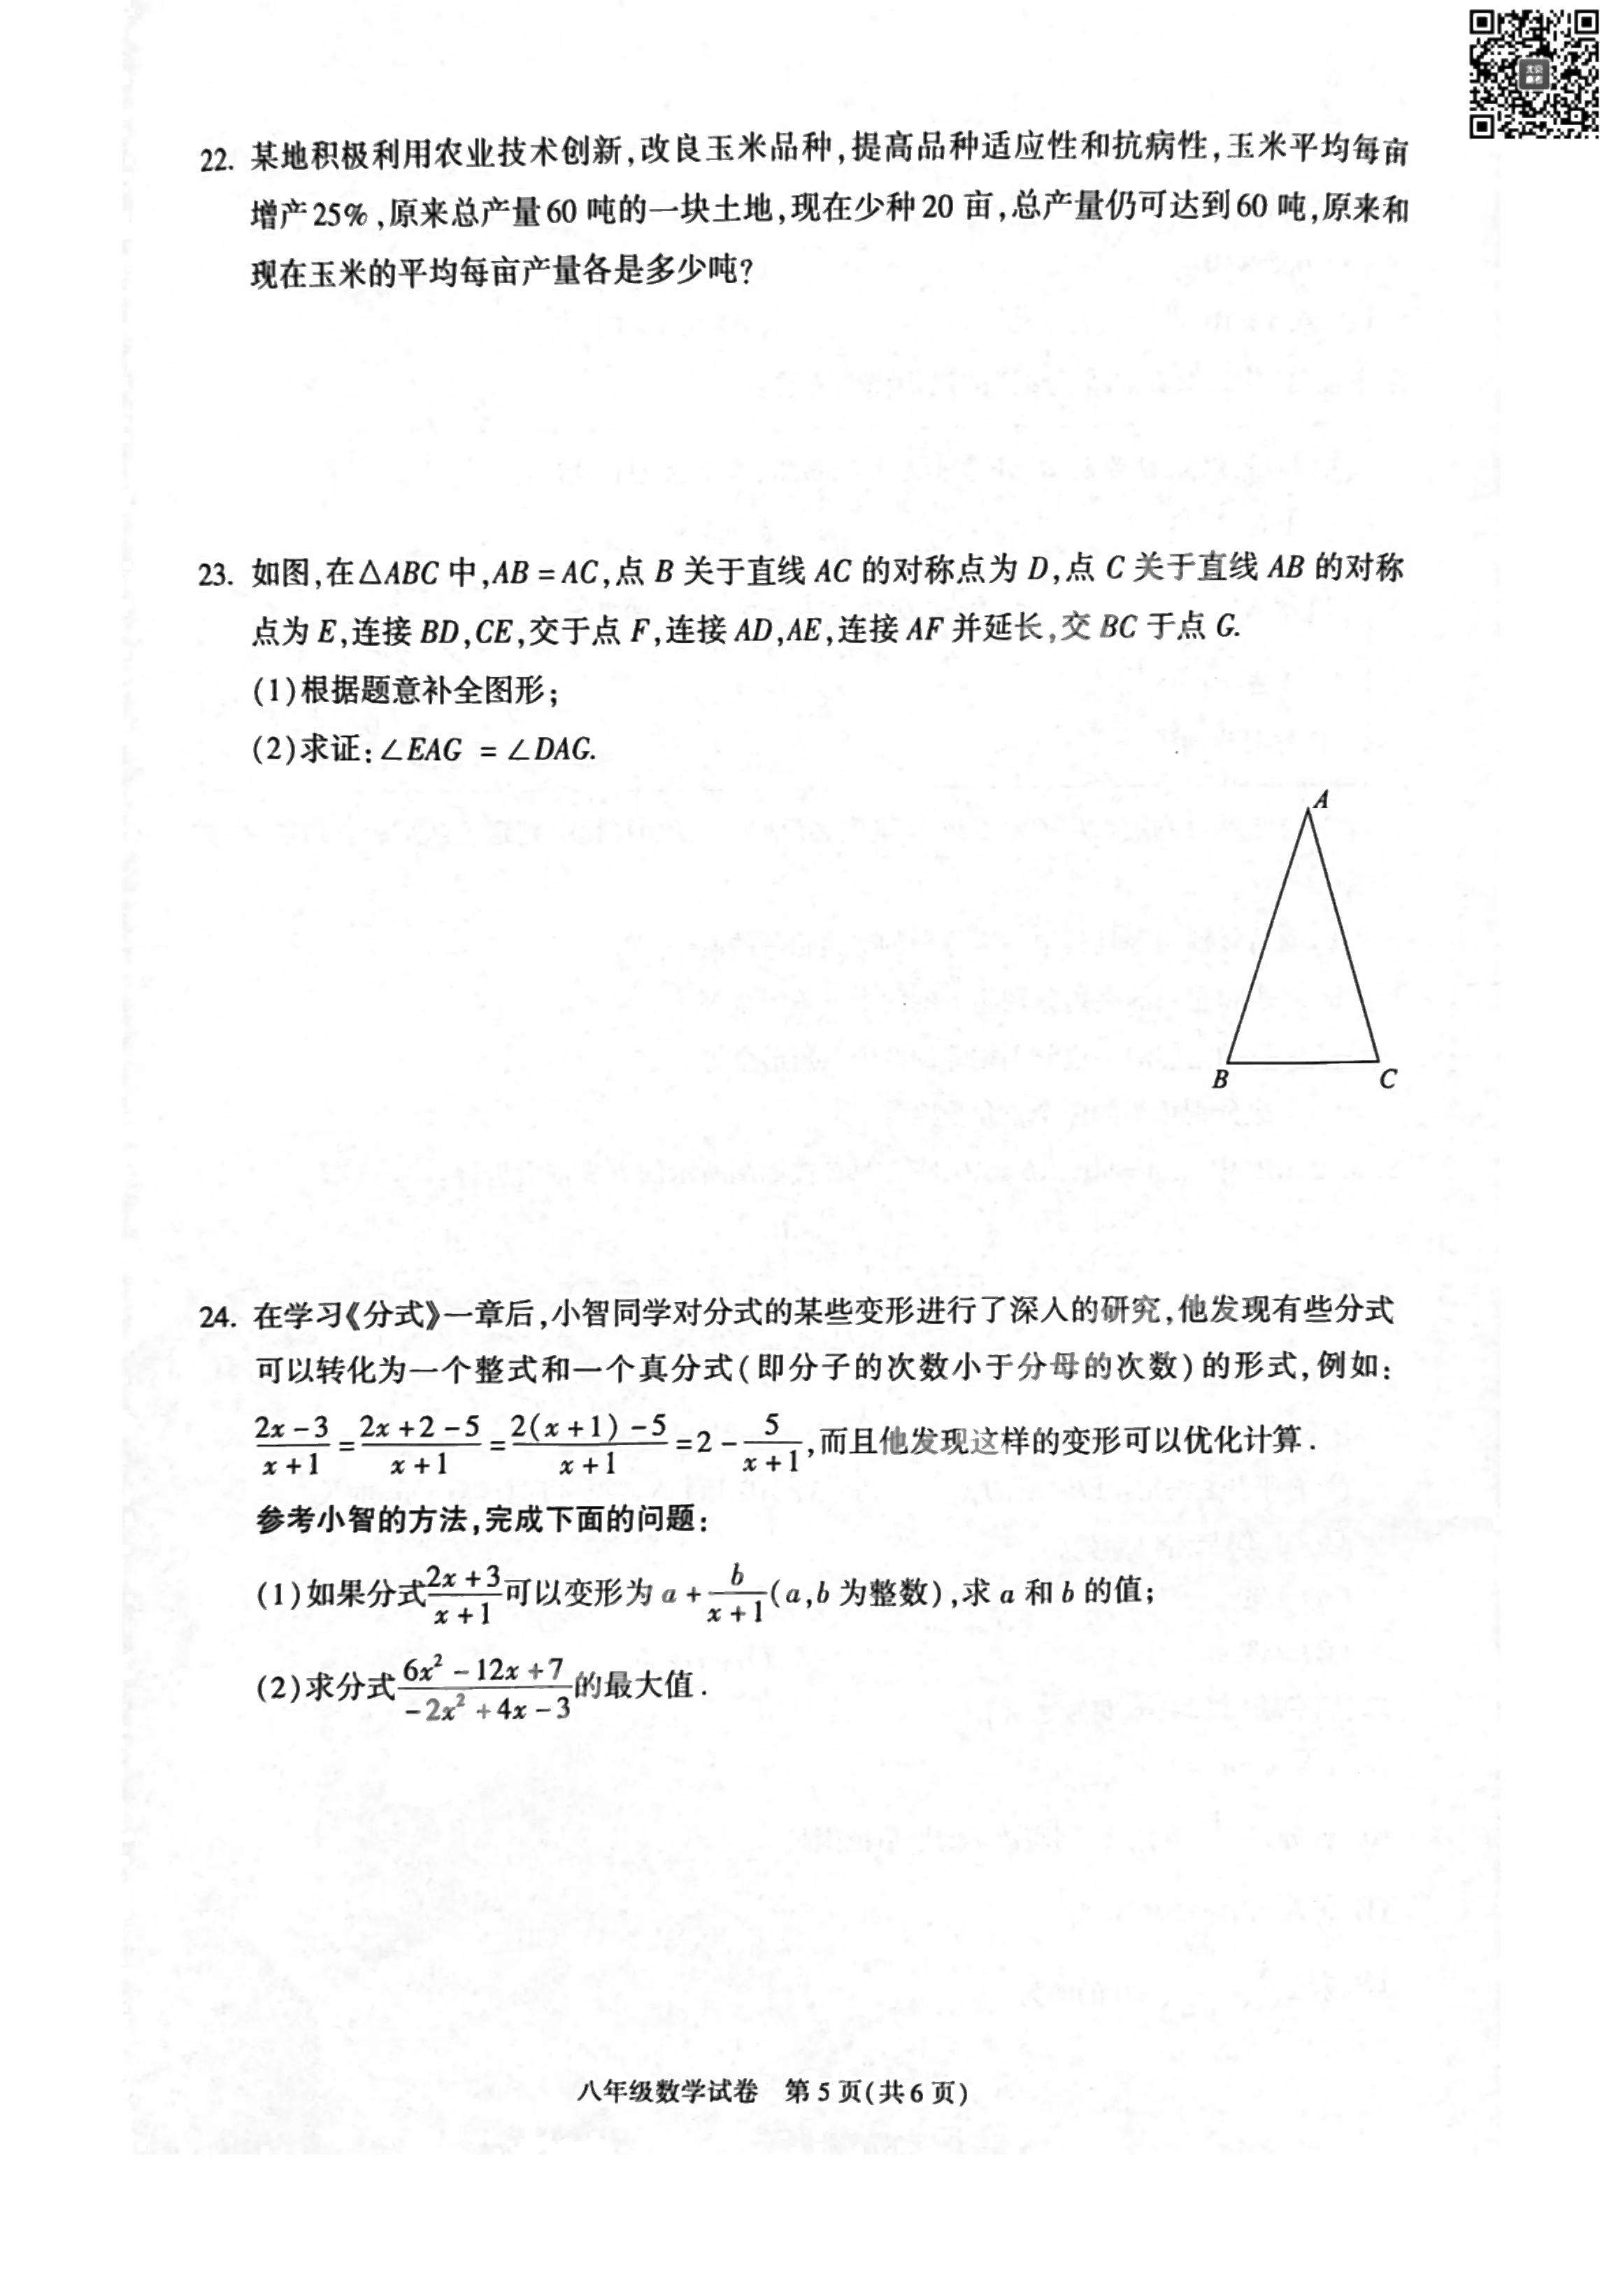 22. 某地积极利用农业技术创新,改良玉米品种,提高品种适应性和抗病性,玉米平均每亩
增产25%,原来总产量60吨的一块土地,现在少种20亩,总产量仍可达到60吨,原来和
现在玉米的平均每亩产量各是多少吨?
23. 如图,在△ABC中,AB=AC,点B关于直线AC的对称点为D,点C关于直线AB的对称
点为E,连接BD,CE,交于点F,连接AD,AE,连接AF并延长,交BC于点G.
(1)根据题意补全图形;
(2)求证:∠EAG = ∠DAG.
A
B
C
24. 在学习《分式》一章后,小智同学对分式的某些变形进行了深入的研究,他发现有些分式
可以转化为一个整式和一个真分式(即分子的次数小于分母的次数)的形式,例如:
(2x-3)/(x+1)=(2x+2-5)/(x+1)=(2(x+1)-5)/(x+1)=2-5/(x+1),而且他发现这样的变形可以优化计算.
参考小智的方法,完成下面的问题:
(1)如果分式(2x+3)/(x+1)可以变形为a+b/(x+1)(a,b为整数),求a和b的值;
(2)求分式(6x²-12x+7)/(-2x²+4x-3)的最大值.
八年级数学试卷 第5页(共6页)